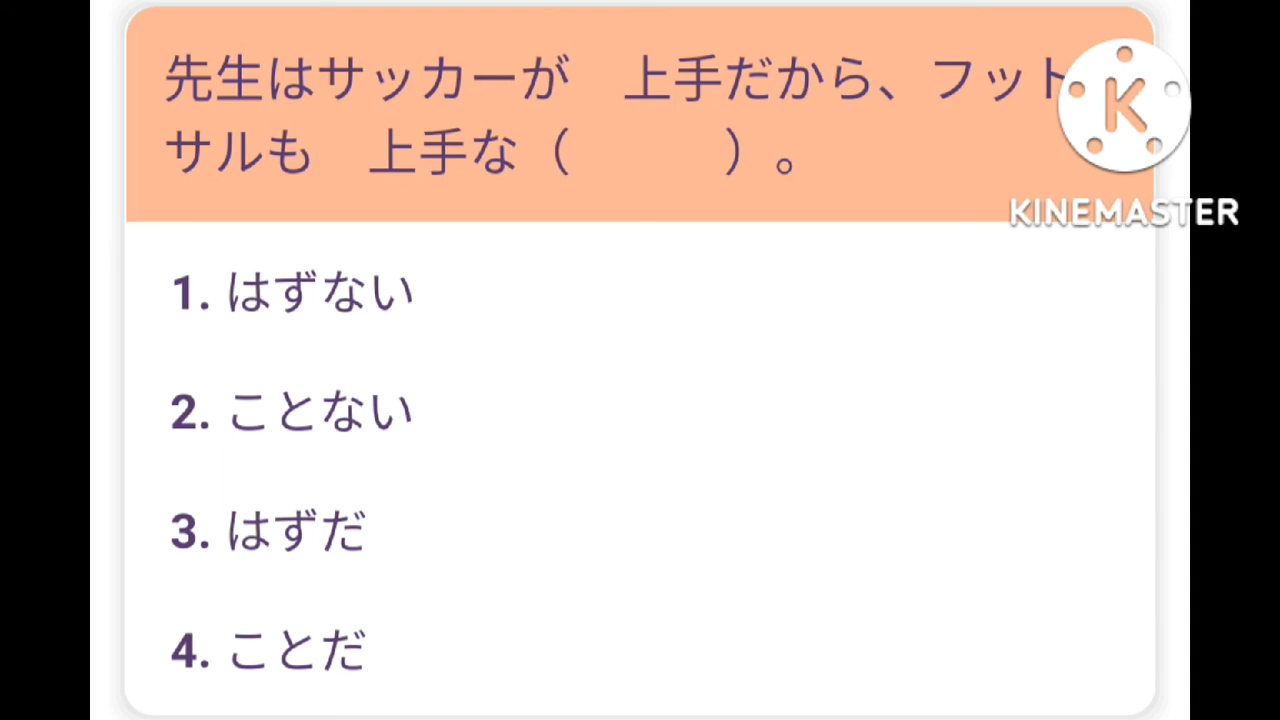 先生はサッカーが　上手だから、フット
サルも　上手な（　　　）。
K
KINEMASTER
1. はずない
2. ことない
3. はずだ
4. ことだ